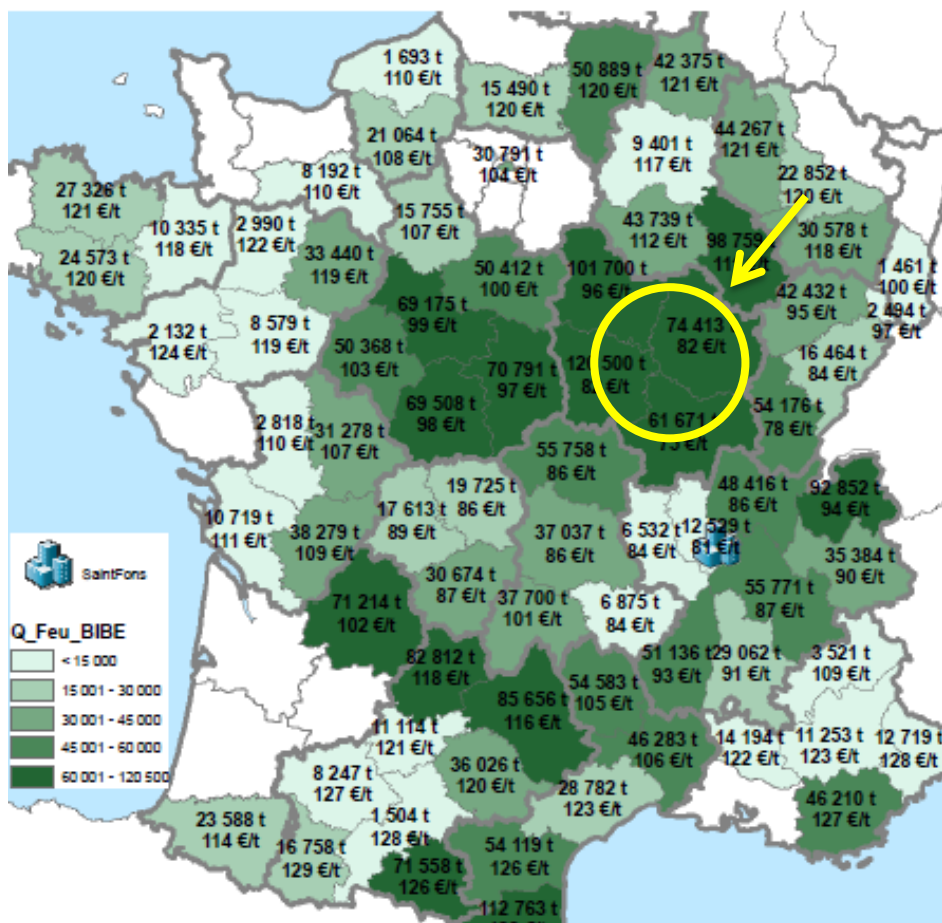 1 693 t
110 €/t
15 490 t
120 €/t
50 889 t
120 €/t
42 375 t
121 €/t
21 064 t
108 €/t
30 791 t
104 €/t
9 401 t
117 €/t
44 267 t
121 €/t
22 852 t
120 €/t
8 192 t
110 €/t
27 326 t
121 €/t
10 335 t
118 €/t
2 990 t
122 €/t
15 755 t
107 €/t
43 739 t
112 €/t
98 759 t
30 578 t
118 €/t
24 573 t
120 €/t
33 440 t
119 €/t
50 412 t
100 €/t
101 700 t
96 €/t
42 432 t
95 €/t
1 461 t
100 €/t
2 494 t
97 €/t
69 175 t
99 €/t
74 413
82 €/t
2 132 t
124 €/t
8 579 t
119 €/t
50 368 t
103 €/t
70 791 t
97 €/t
120 500 t
16 464 t
84 €/t
69 508 t
98 €/t
61 671 t
54 176 t
78 €/t
2 818 t
110 €/t
31 278 t
107 €/t
55 758 t
86 €/t
48 416 t
86 €/t
92 852 t
94 €/t
10 719 t
111 €/t
38 279 t
109 €/t
17 613 t
89 €/t
19 725 t
86 €/t
37 037 t
86 €/t
6 532 t
84 €/t
12 529 t
81 €/t
35 384 t
90 €/t
30 674 t
87 €/t
37 700 t
101 €/t
6 875 t
84 €/t
55 771 t
87 €/t
71 214 t
102 €/t
82 812 t
118 €/t
85 656 t
116 €/t
54 583 t
105 €/t
51 136 t
93 €/t
29 062 t
91 €/t
3 521 t
109 €/t
11 114 t
121 €/t
36 026 t
120 €/t
46 283 t
106 €/t
14 194 t
122 €/t
11 253 t
123 €/t
12 719 t
128 €/t
8 247 t
127 €/t
28 782 t
123 €/t
46 210 t
127 €/t
23 588 t
114 €/t
16 758 t
129 €/t
1 504 t
128 €/t
71 558 t
126 €/t
54 119 t
126 €/t
112 763 t
SaintFons
Q_Feu_BIBE
< 15 000
15 001 - 30 000
30 001 - 45 000
45 001 - 60 000
60 001 - 120 500